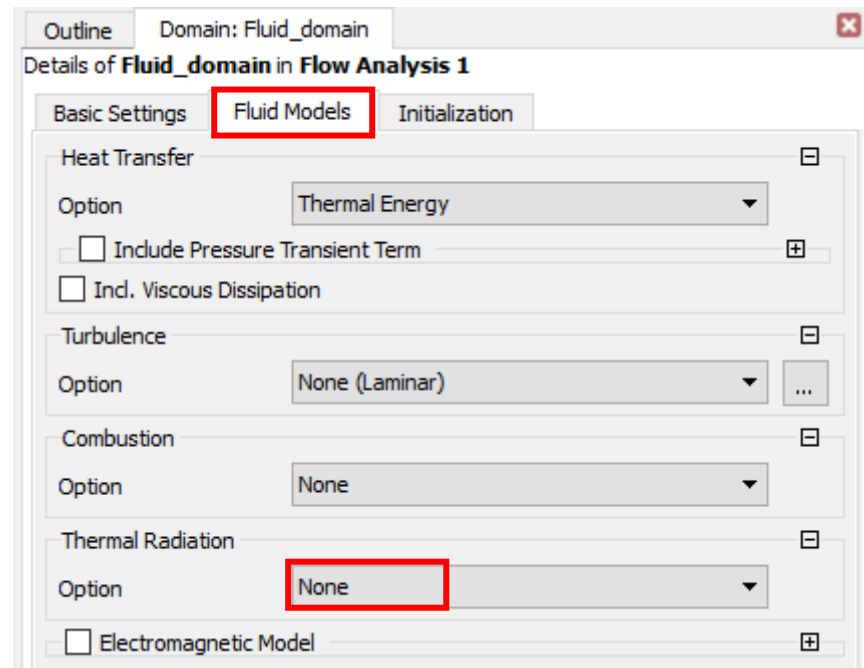 Outline Domain: Fluid_domain
Details of Fluid_domain in Flow Analysis 1
Basic Settings Fluid Models Initialization
Heat Transfer
Option Thermal Energy
Include Pressure Transient Term
Incl. Viscous Dissipation
Turbulence
Option None (Laminar) ...
Combustion
Option None
Thermal Radiation
Option None
Electromagnetic Model